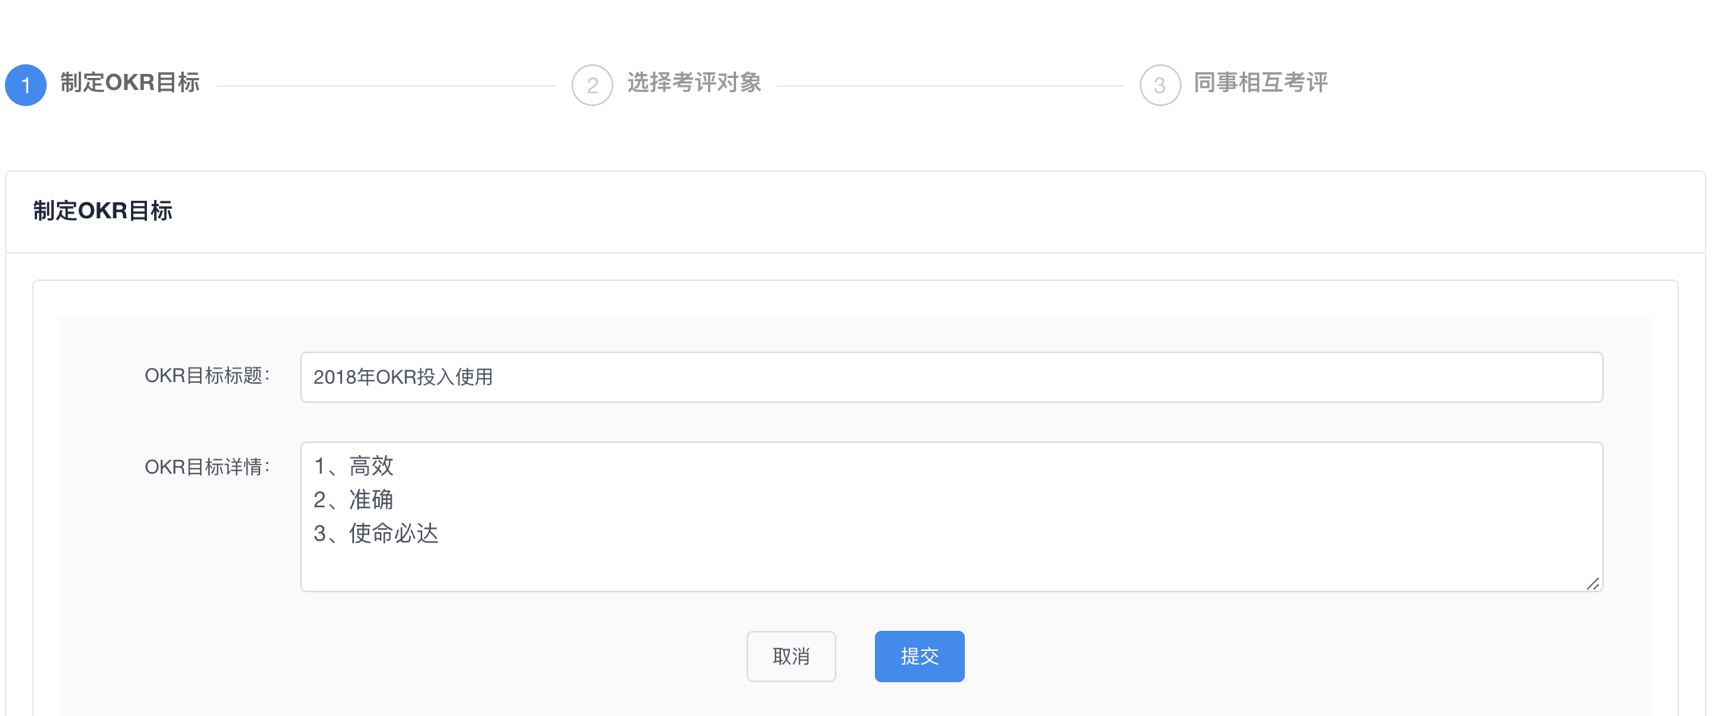 1 制定OKR目标 2 选择考评对象 3 同事相互考评
制定OKR目标
OKR目标标题： 2018年OKR投入使用
OKR目标详情： 1、高效
2、准确
3、使命必达
取消 提交